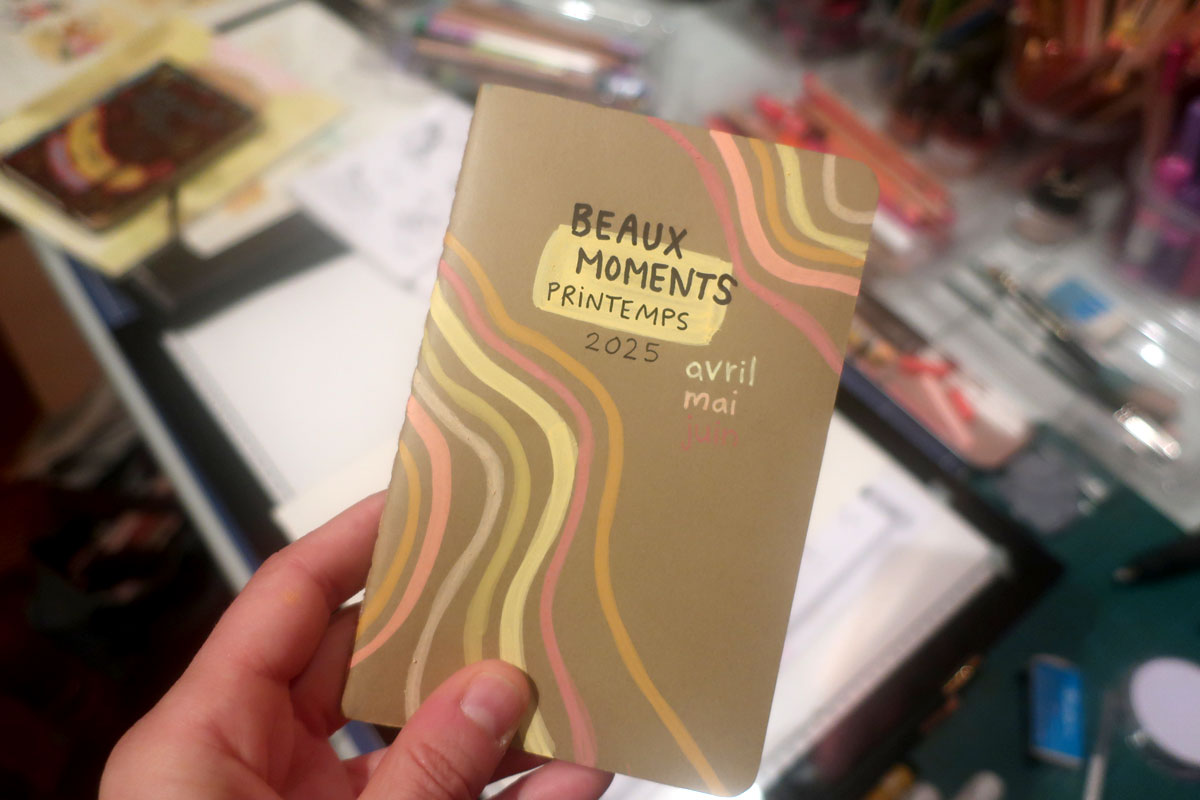 BEAUX
MOMENTS
PRiNTEMPS
2025
avril
mai
juin